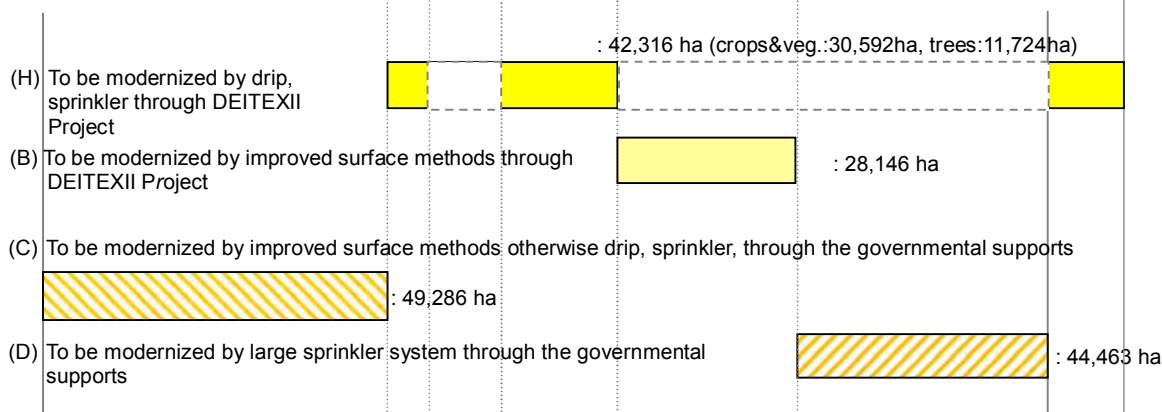 : 42,316 ha (crops&veg.:30,592ha, trees:11,724ha)
(H) To be modernized by drip,
sprinkler through DEITEXII
Project
(B) To be modernized by improved surface methods through
DEITEXII Project
: 28,146 ha
(C) To be modernized by improved surface methods otherwise drip, sprinkler, through the governmental supports
: 49,286 ha
(D) To be modernized by large sprinkler system through the governmental
supports
: 44,463 ha